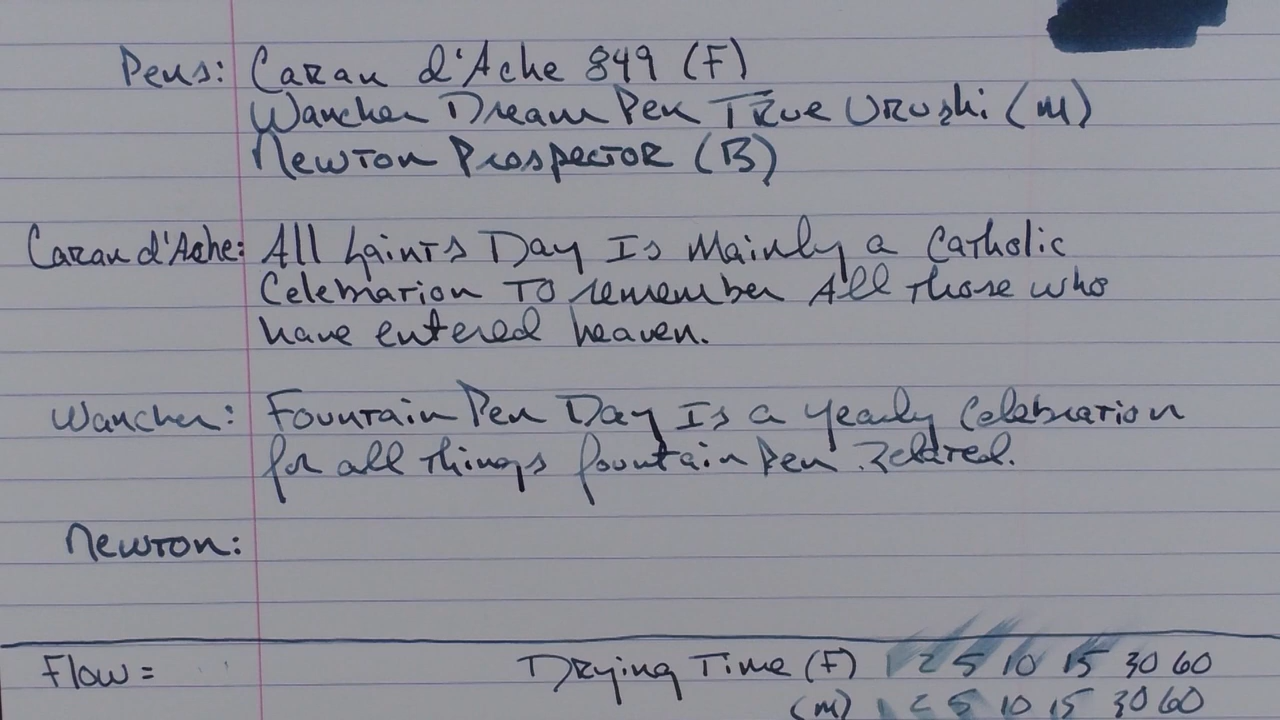 Pens: Caran d'Ache 849 (F)
Wancher Dream Pen True Urushi (M)
Newton Prospector (B)
Caran d'Ache: All Saints Day Is Mainly a Catholic
Celebration To remember All those who
have entered heaven.
Wancher: Fountain Pen Day Is a yearly Celebration
for all things fountain pen related.
Newton:
Flow = Drying Time (F) 1 2 5 10 15 30 60
(M) 1 2 5 10 15 30 60